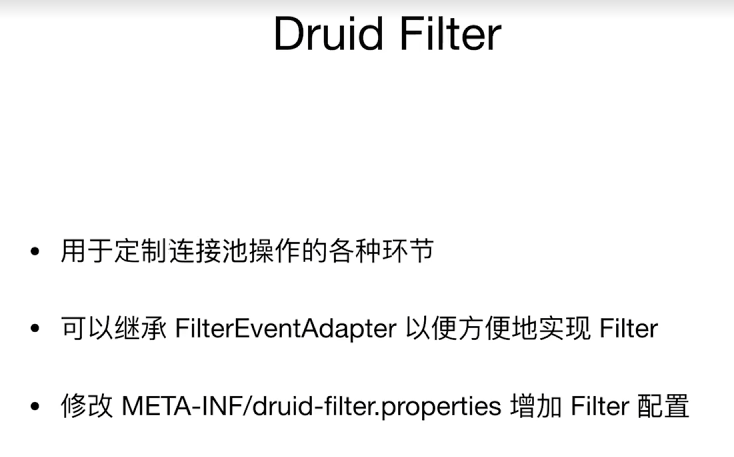 Druid Filter
• 用于定制连接池操作的各种环节
• 可以继承 FilterEventAdapter 以便方便地实现 Filter
• 修改 META-INF/druid-filter.properties 增加 Filter 配置